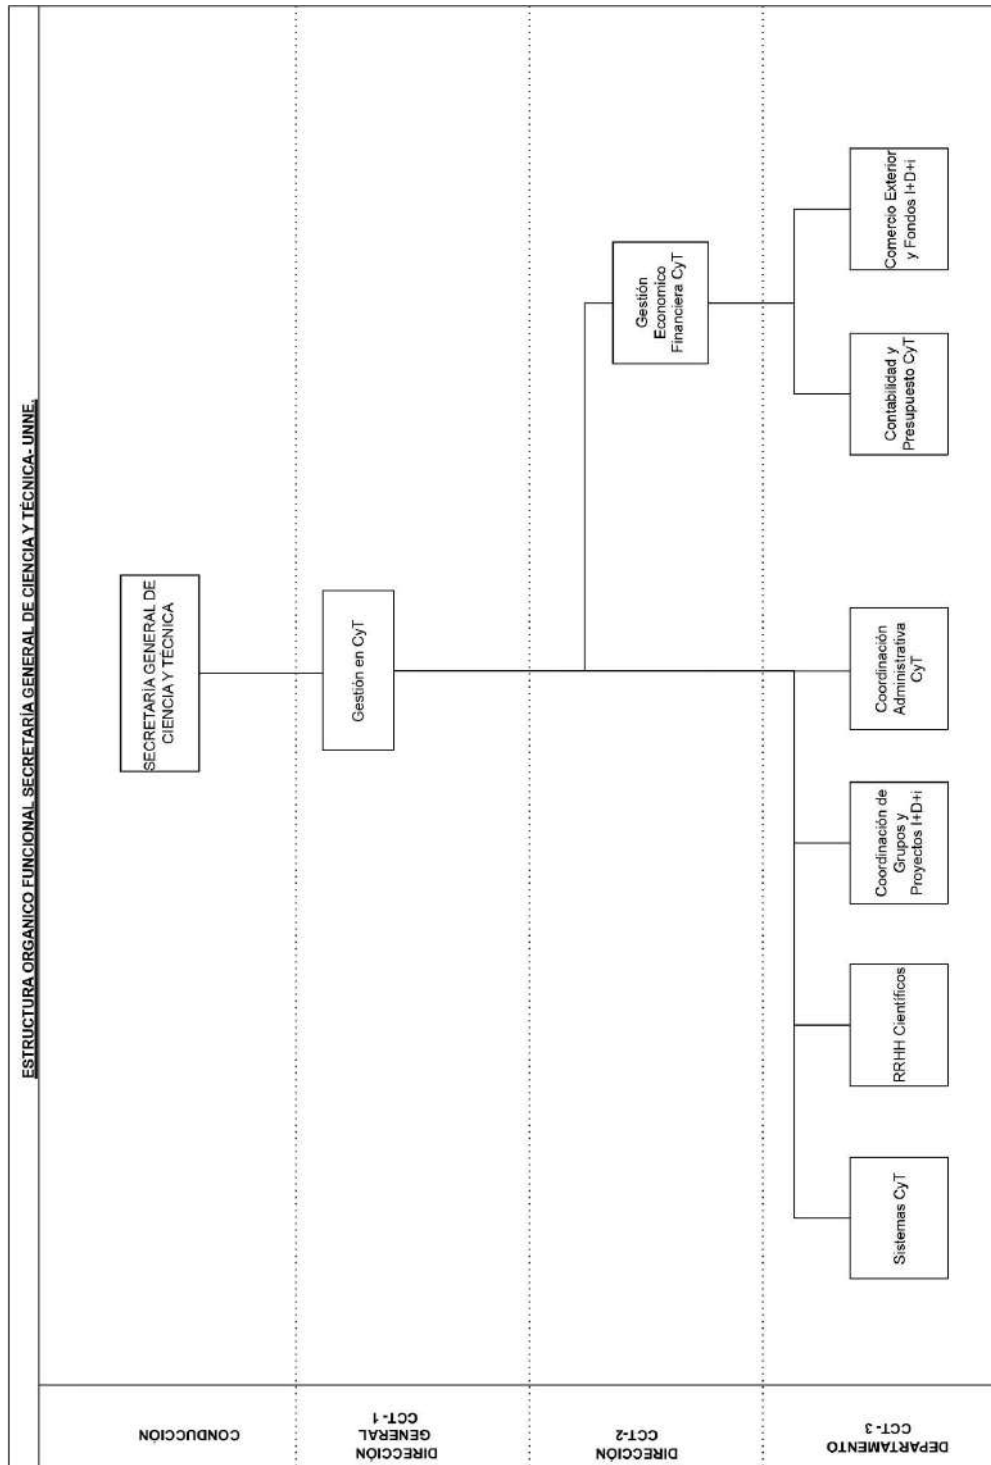 ESTRUCTURA ORGANICO FUNCIONAL SECRETARÍA GENERAL DE CIENCIA Y TÉCNICA- UNNE.
CONDUCCIÓN
SECRETARÍA GENERAL DE
CIENCIA Y TÉCNICA
DIRECCIÓN
GENERAL
CCT-1
Gestión en CyT
DIRECCIÓN
CCT-2
Gestión
Economico
Financiera CyT
DEPARTAMENTO
CCT-3
Sistemas CyT
RRHH Científicos
Coordinación de
Grupos y
Proyectos I+D+i
Coordinación
Administrativa
CyT
Contabilidad y
Presupuesto CyT
Comercio Exterior
y Fondos I+D+i